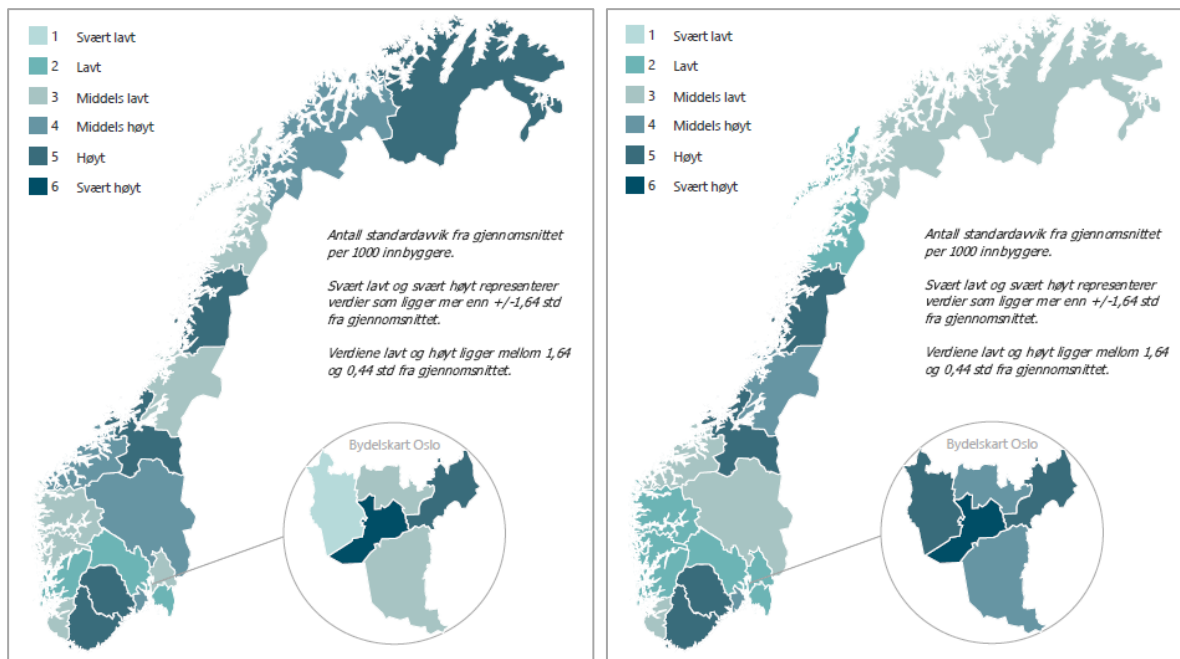 1 Svært lavt
2 Lavt
3 Middels lavt
4 Middels høyt
5 Høyt
6 Svært høyt
Antall standardavvik fra gjennomsnittet
per 1000 innbyggere.
Svært lavt og svært høyt representerer
verdier som ligger mer enn +/-1,64 std
fra gjennomsnittet.
Verdiene lavt og høyt ligger mellom 1,64
og 0,44 std fra gjennomsnittet.
Bydelskart Oslo
1 Svært lavt
2 Lavt
3 Middels lavt
4 Middels høyt
5 Høyt
6 Svært høyt
Antall standardavvik fra gjennomsnittet
per 1000 innbyggere.
Svært lavt og svært høyt representerer
verdier som ligger mer enn +/-1,64 std
fra gjennomsnittet.
Verdiene lavt og høyt ligger mellom 1,64
og 0,44 std fra gjennomsnittet.
Bydelskart Oslo